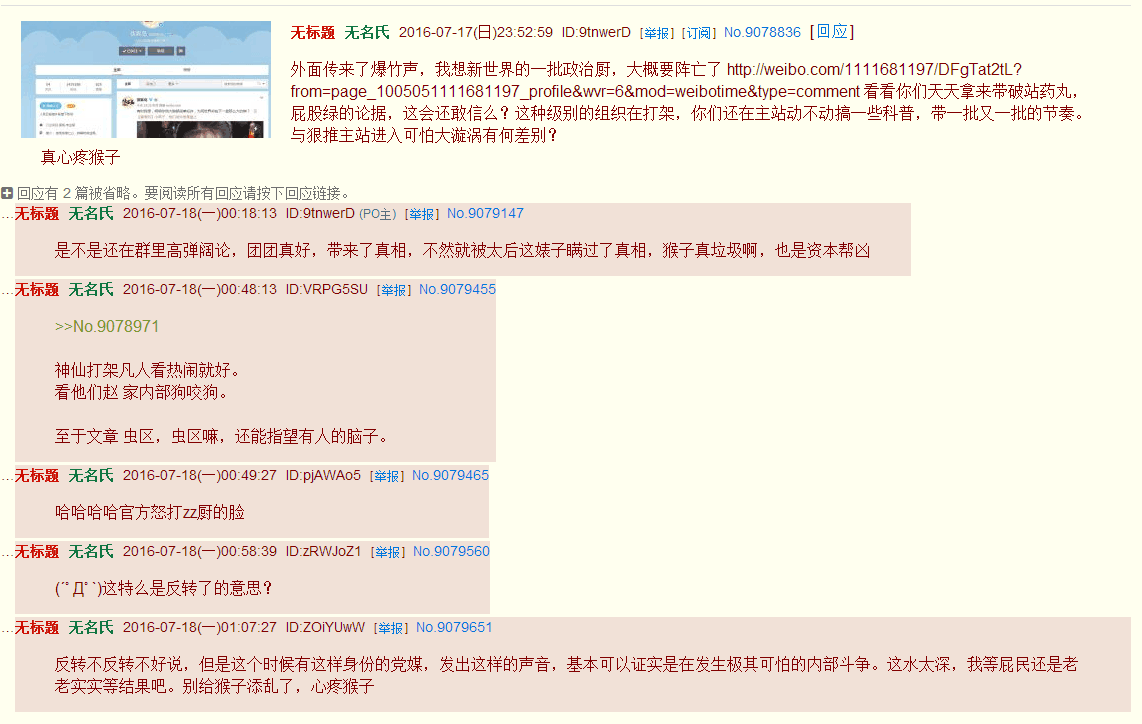 无标题 无名氏 2016-07-17(日)23:52:59 ID:9tnwerD [举报] [订阅] No.9078836 [回应]
外面传来了爆竹声，我想新世界的一批政治厨，大概要阵亡了 http://weibo.com/1111681197/DFgTat2tL?
from=page_1005051111681197_profile&wvr=6&mod=weibotime&type=comment 看看你们天天拿来带破站药丸，
屁股绿的论据，这会还敢信么？这种级别的组织在打架，你们还在主站动不动搞一些科普，带一批又一批的节奏。
与狠推主站进入可怕大漩涡有何差别？
真心疼猴子
回应有 2 篇被省略。要阅读所有回应请按下回应链接。
…无标题 无名氏 2016-07-18(一)00:18:13 ID:9tnwerD (PO主) [举报] No.9079147
是不是还在群里高弹阔论，团团真好，带来了真相，不然就被太后这婊子瞒过了真相，猴子真垃圾啊，也是资本帮凶
…无标题 无名氏 2016-07-18(一)00:48:13 ID:VRPG5SU [举报] No.9079455
>>No.9078971
神仙打架凡人看热闹就好。
看他们赵 家内部狗咬狗。
至于文章 虫区，虫区嘛，还能指望有人的脑子。
…无标题 无名氏 2016-07-18(一)00:49:27 ID:pjAWAo5 [举报] No.9079465
哈哈哈哈官方怒打zz厨的脸
…无标题 无名氏 2016-07-18(一)00:58:39 ID:zRWJoZ1 [举报] No.9079560
(´ﾟДﾟ`)这特么是反转了的意思？
…无标题 无名氏 2016-07-18(一)01:07:27 ID:ZOiYUwW [举报] No.9079651
反转不反转不好说，但是这个时候有这样身份的党媒，发出这样的声音，基本可以证实是在发生极其可怕的内部斗争。这水太深，我等屁民还是老
老实实等结果吧。别给猴子添乱了，心疼猴子